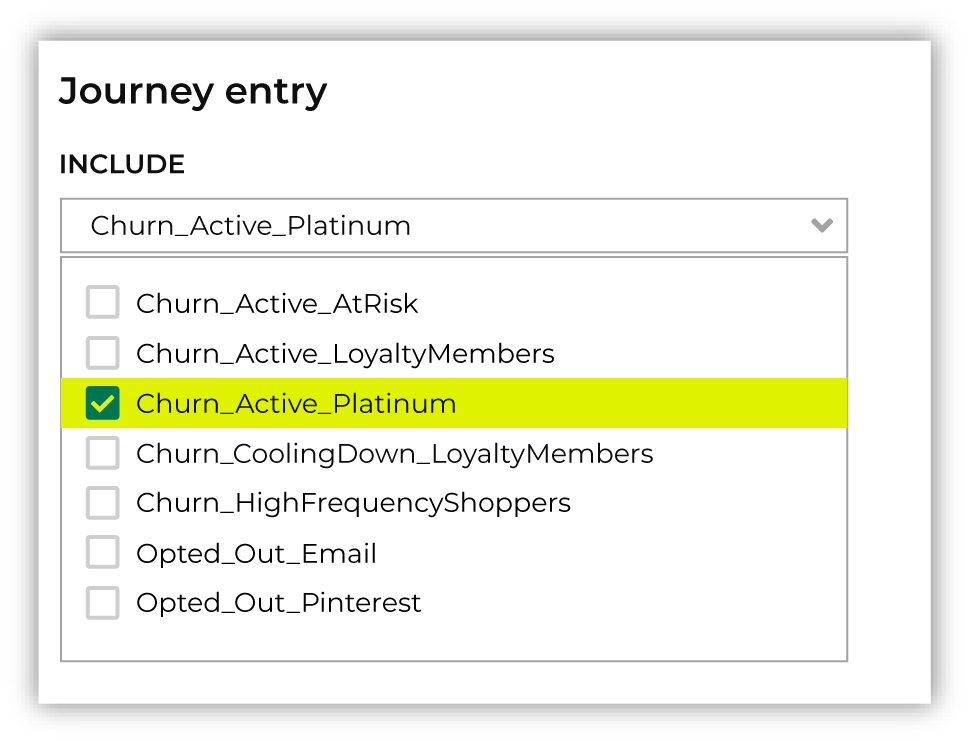 Journey entry
INCLUDE
Churn_Active_Platinum
Churn_Active_AtRisk
Churn_Active_LoyaltyMembers
Churn_Active_Platinum
Churn_CoolingDown_LoyaltyMembers
Churn_HighFrequencyShoppers
Opted_Out_Email
Opted_Out_Pinterest